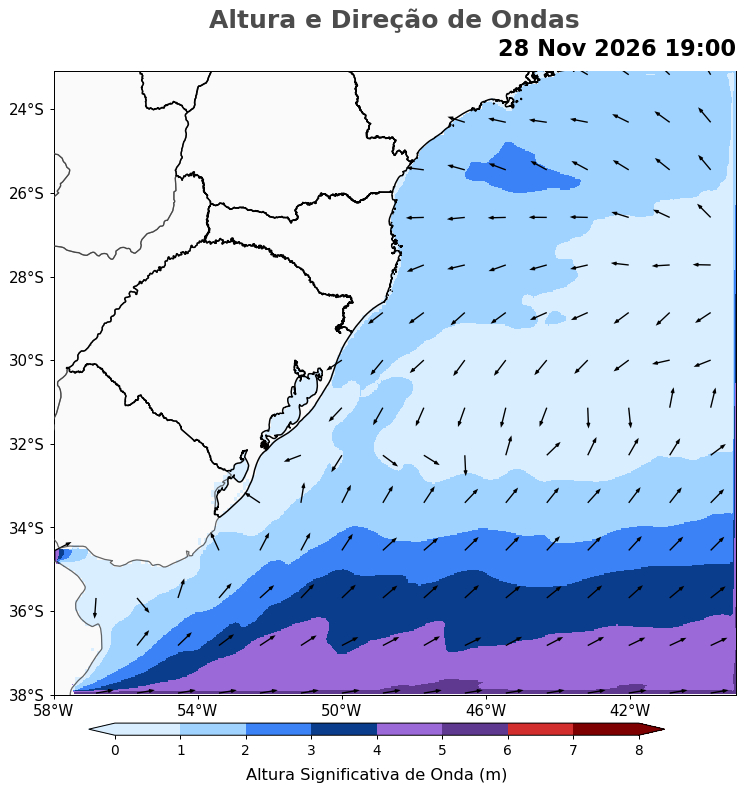 Altura e Direção de Ondas
28 Nov 2026 19:00
24°S
26°S
28°S
30°S
32°S
34°S
36°S
38°S
58°W 54°W 50°W 46°W 42°W
0 1 2 3 4 5 6 7 8
Altura Significativa de Onda (m)